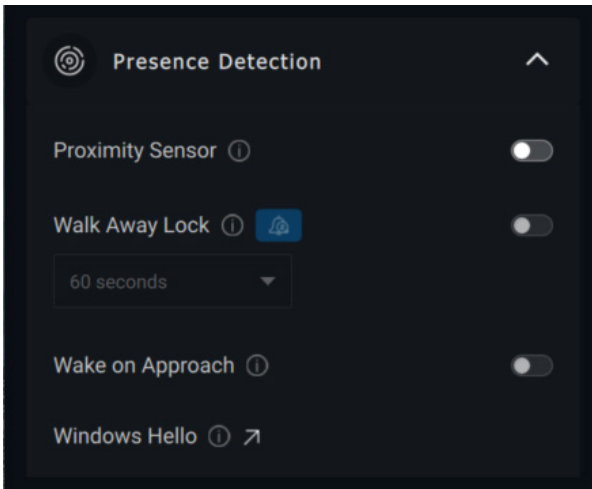 Presence Detection
Proximity Sensor
Walk Away Lock
60 seconds
Wake on Approach
Windows Hello